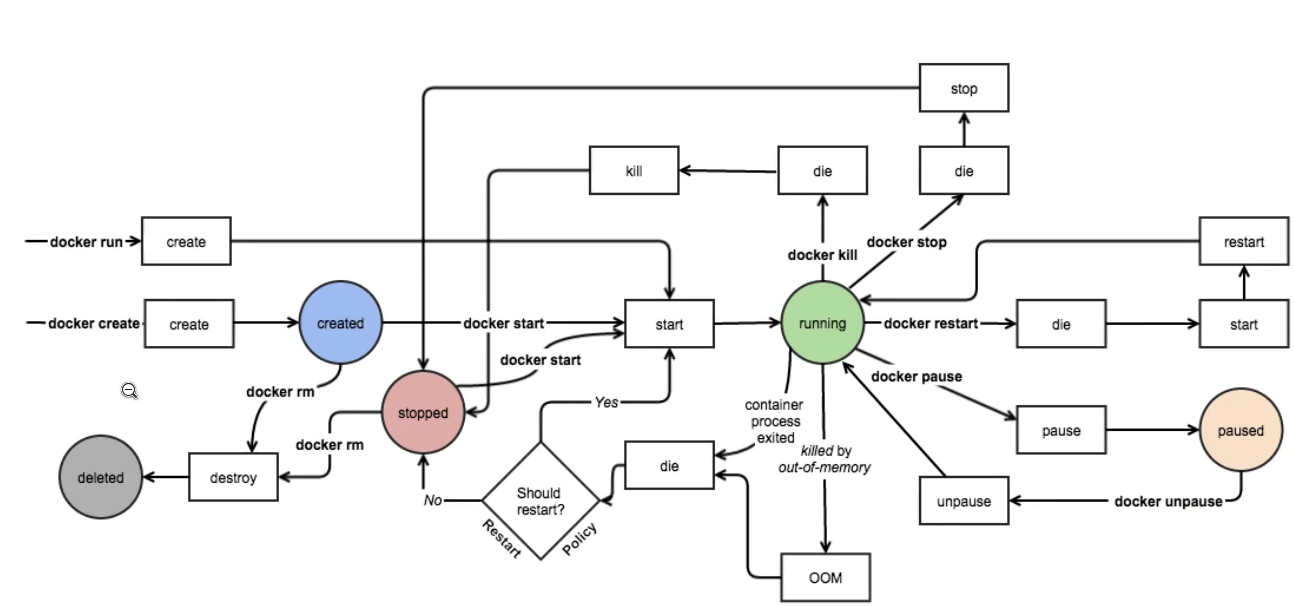 stop
kill
die
die
docker run
create
docker kill
docker stop
restart
docker create
create
created
docker start
start
running
docker restart
die
start
docker start
docker rm
docker pause
stopped
Yes
container
process
exited
pause
paused
docker rm
killed by
out-of-memory
deleted
destroy
die
No
Should
restart?
unpause
docker unpause
Restart
Policy
OOM